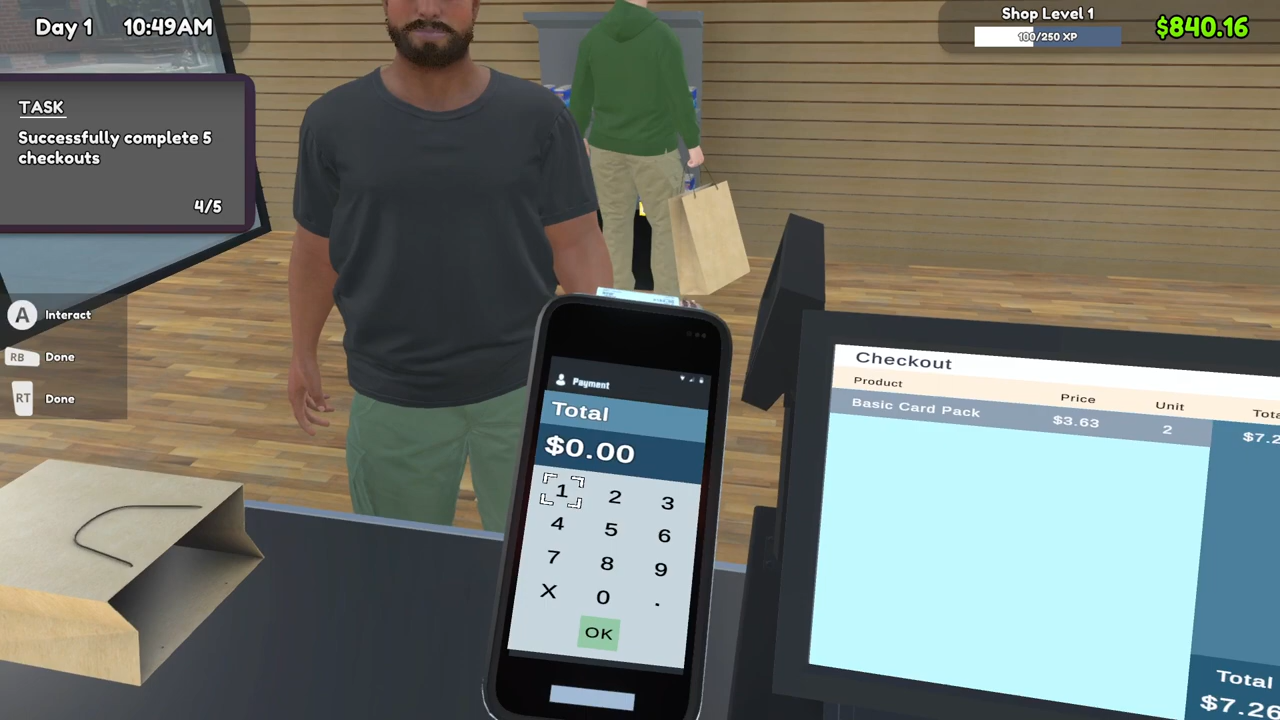 Day 1 10:49AM
Shop Level 1
100/250 XP
$840.16
TASK
Successfully complete 5
checkouts
4/5
A Interact
RB Done
RT Done
Payment
Total
$0.00
1 2 3
4 5 6
7 8 9
X 0 .
OK
Checkout
Product Price Unit
Basic Card Pack $3.63 2 $7.2
Total
$7.26